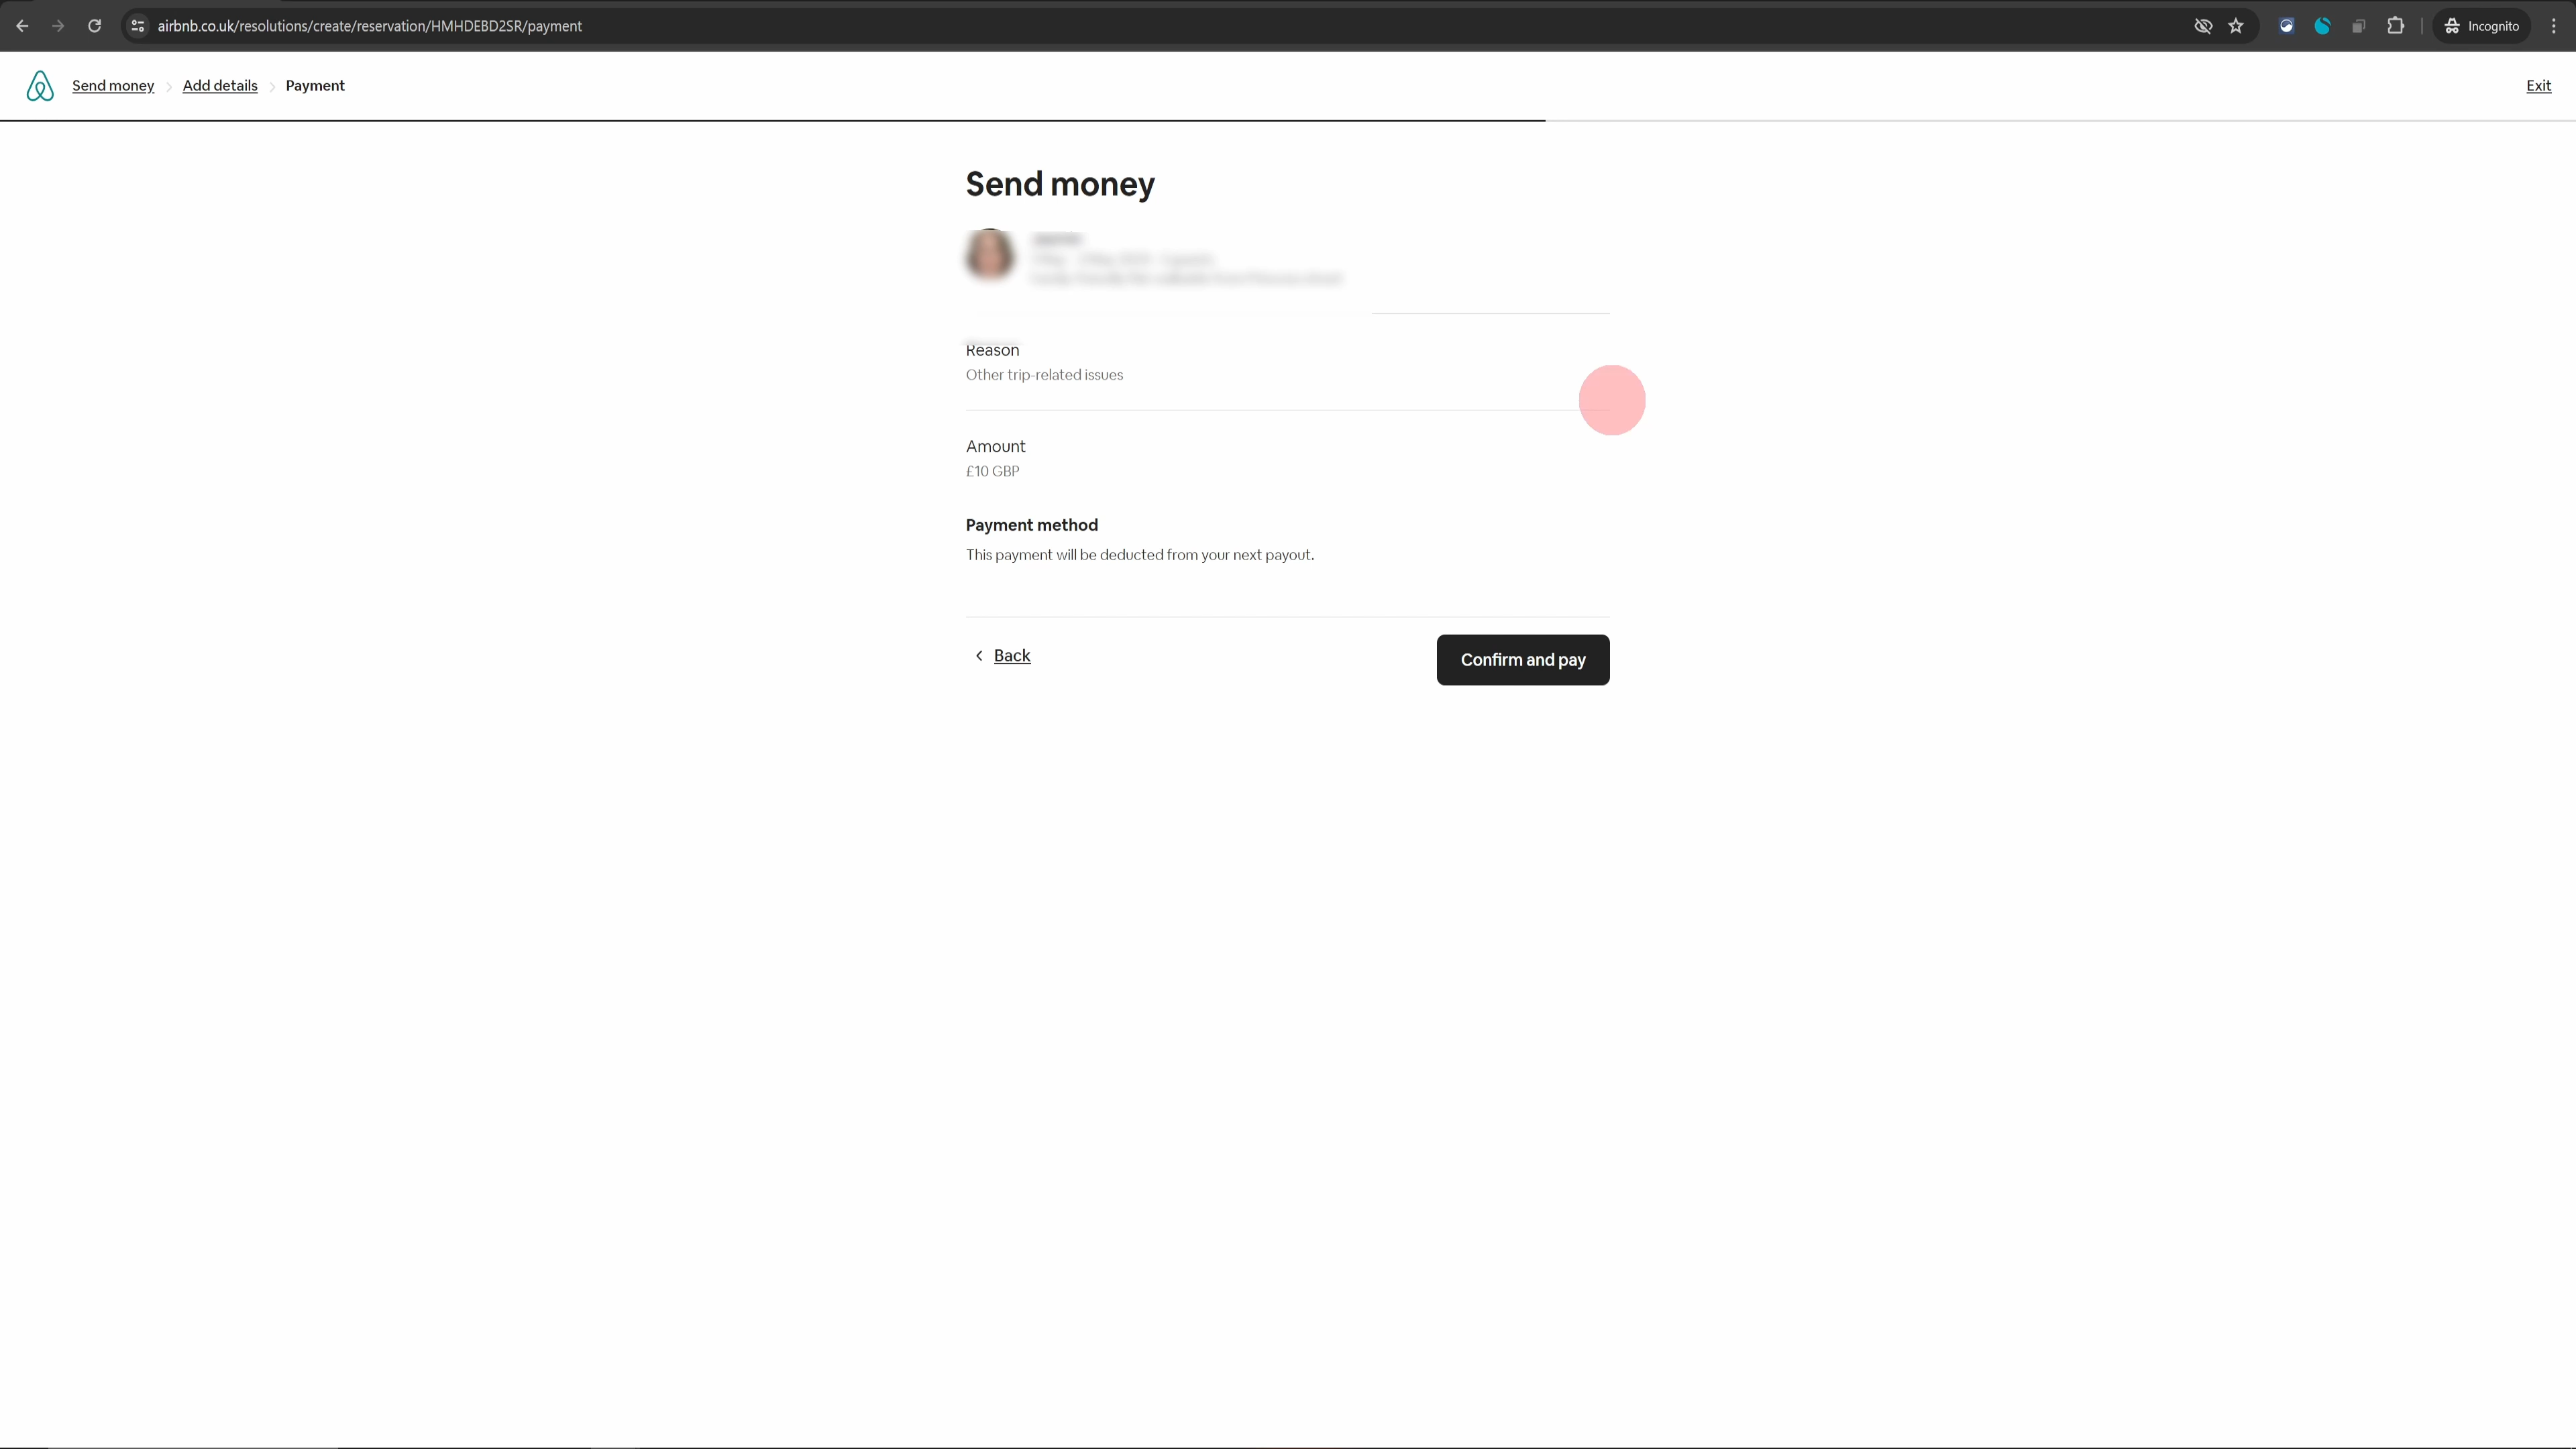 airbnb.co.uk/resolutions/create/reservation/HMHDEBD2SR/payment
Incognito
Send money > Add details > Payment
Exit
Send money
Reason
Other trip-related issues
Amount
£10 GBP
Payment method
This payment will be deducted from your next payout.
Back
Confirm and pay